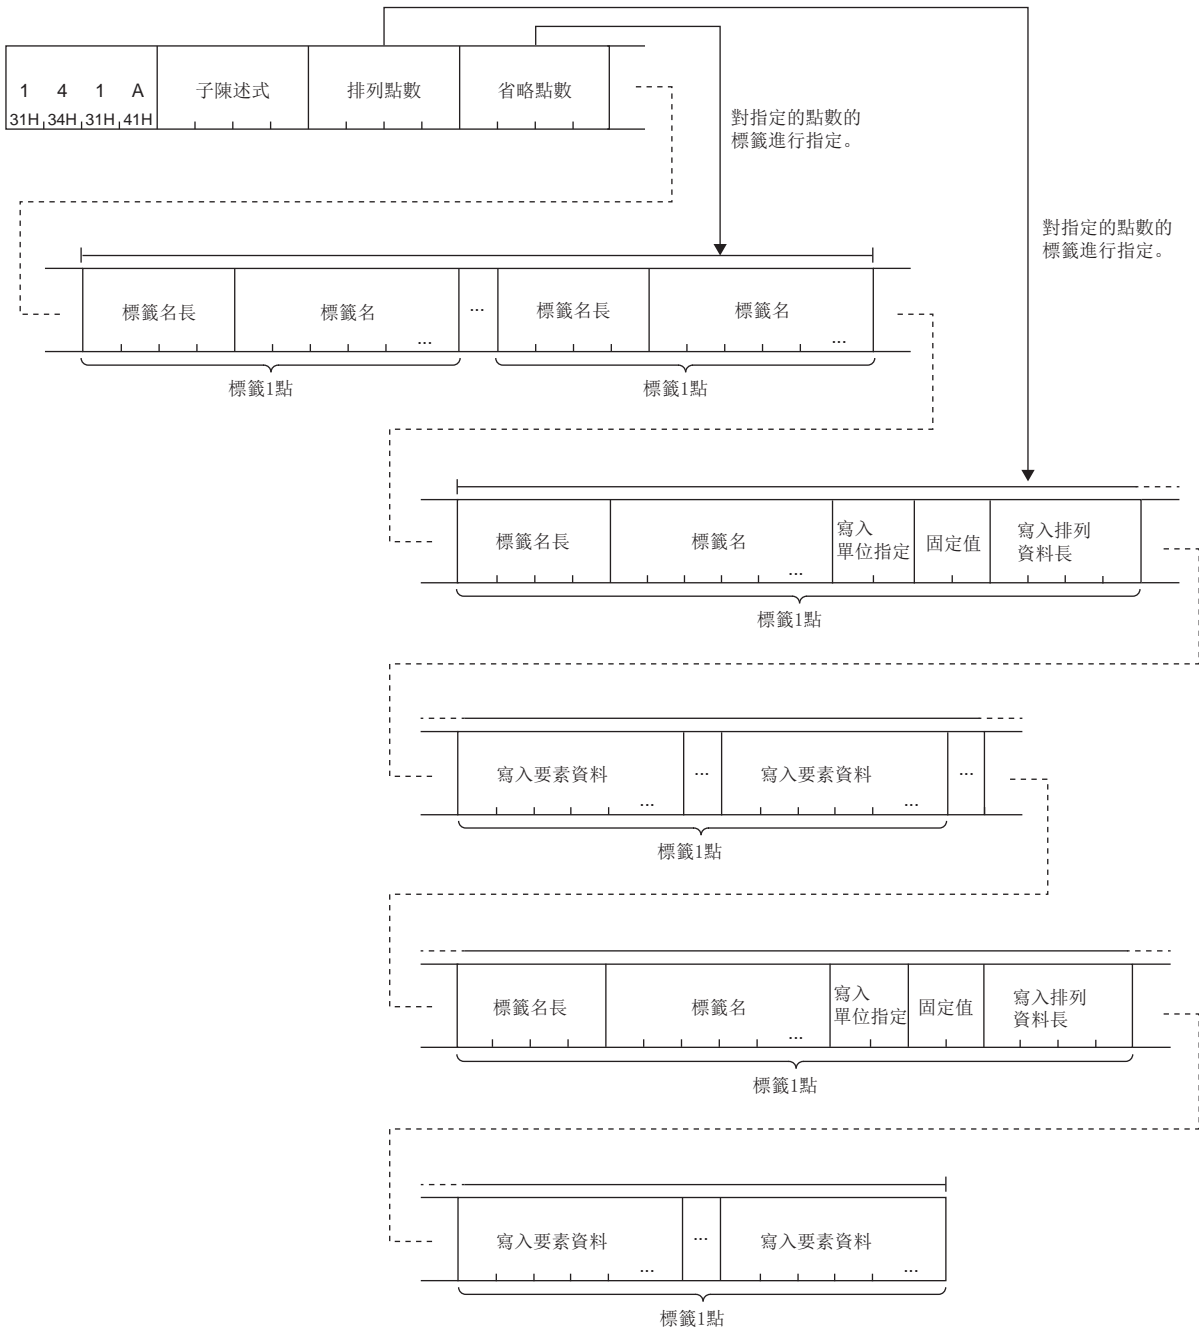 1 4 1 A
31H 34H 31H 41H
子陳述式
排列點數
省略點數
對指定的點數的
標籤進行指定。
對指定的點數的
標籤進行指定。
標籤名長
標籤名
...
...
標籤名長
標籤名
...
標籤1點
標籤1點
標籤名長
標籤名
...
寫入
單位指定
固定值
寫入排列
資料長
標籤1點
寫入要素資料
...
...
寫入要素資料
...
...
標籤1點
標籤名長
標籤名
...
寫入
單位指定
固定值
寫入排列
資料長
標籤1點
寫入要素資料
...
...
寫入要素資料
...
標籤1點